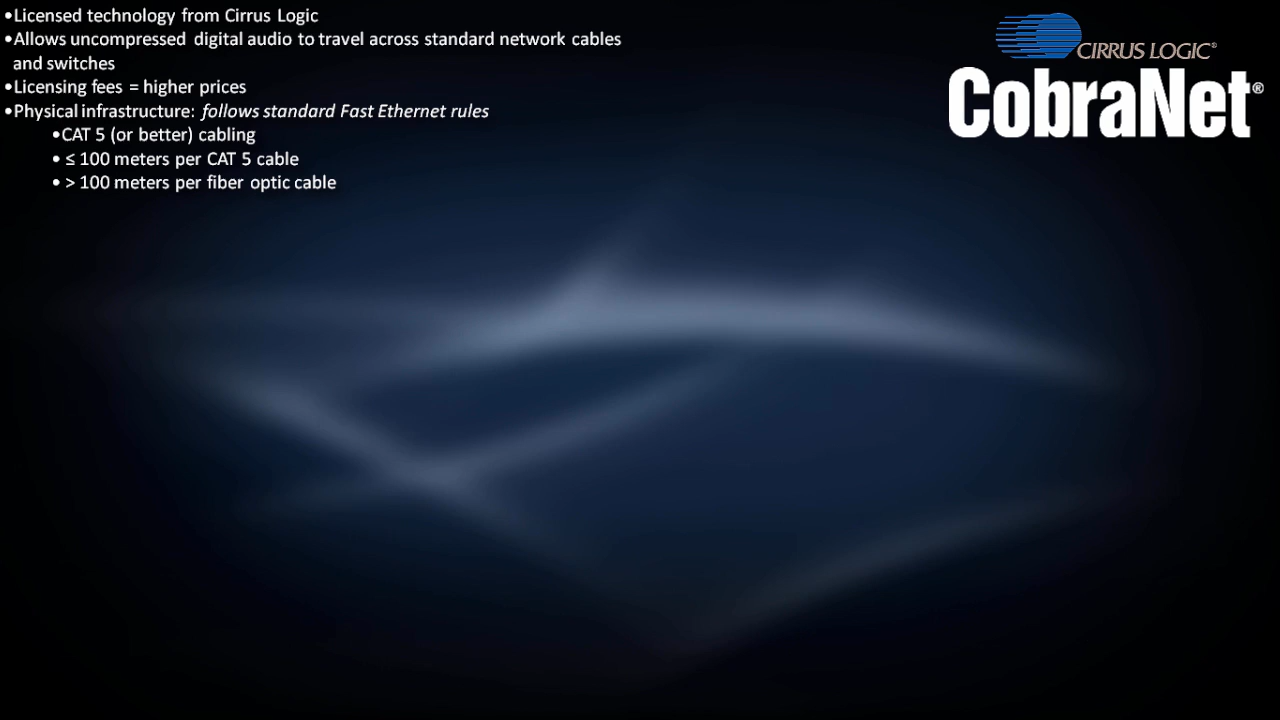 •Licensed technology from Cirrus Logic
•Allows uncompressed digital audio to travel across standard network cables
and switches
•Licensing fees = higher prices
•Physical infrastructure: follows standard Fast Ethernet rules
•CAT 5 (or better) cabling
• ≤ 100 meters per CAT 5 cable
• > 100 meters per fiber optic cable
CIRRUS LOGIC®
CobraNet®